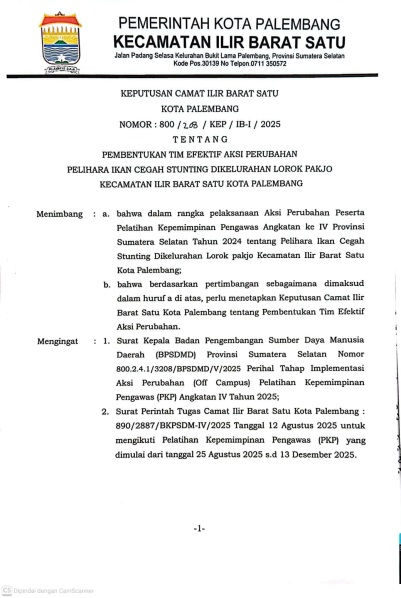 PEMERINTAH KOTA PALEMBANG
KECAMATAN ILIR BARAT SATU
Jalan Padang Selasa Kelurahan Bukit Lama Palembang, Provinsi Sumatera Selatan
Kode Pos.30139 No Telpon.0711 350572
KEPUTUSAN CAMAT ILIR BARAT SATU
KOTA PALEMBANG
NOMOR : 800 / 208 / KEP / IB-I / 2025
T E N T A N G
PEMBENTUKAN TIM EFEKTIF AKSI PERUBAHAN
PELIHARA IKAN CEGAH STUNTING DIKELURAHAN LOROK PAKJO
KECAMATAN ILIR BARAT SATU KOTA PALEMBANG
Menimbang : a. bahwa dalam rangka pelaksanaan Aksi Perubahan Peserta
Pelatihan Kepemimpinan Pengawas Angkatan ke IV Provinsi
Sumatera Selatan Tahun 2024 tentang Pelihara Ikan Cegah
Stunting Dikelurahan Lorok pakjo Kecamatan Ilir Barat Satu
Kota Palembang;
b. bahwa berdasarkan pertimbangan sebagaimana dimaksud
dalam huruf a di atas, perlu menetapkan Keputusan Camat Ilir
Barat Satu Kota Palembang tentang Pembentukan Tim Efektif
Aksi Perubahan.
Mengingat : 1. Surat Kepala Badan Pengembangan Sumber Daya Manusia
Daerah (BPSDMD) Provinsi Sumatera Selatan Nomor
800.2.4.1/3208/BPSDMD/V/2025 Perihal Tahap Implementasi
Aksi Perubahan (Off Campus) Pelatihan Kepemimpinan
Pengawas (PKP) Angkatan IV Tahun 2025;
2. Surat Perintah Tugas Camat Ilir Barat Satu Kota Palembang :
890/2887/BKPSDM-IV/2025 Tanggal 12 Agustus 2025 untuk
mengikuti Pelatihan Kepemimpinan Pengawas (PKP) yang
dimulai dari tanggal 25 Agustus 2025 s.d 13 Desember 2025.
-1-
CS Dipindai dengan CamScanner